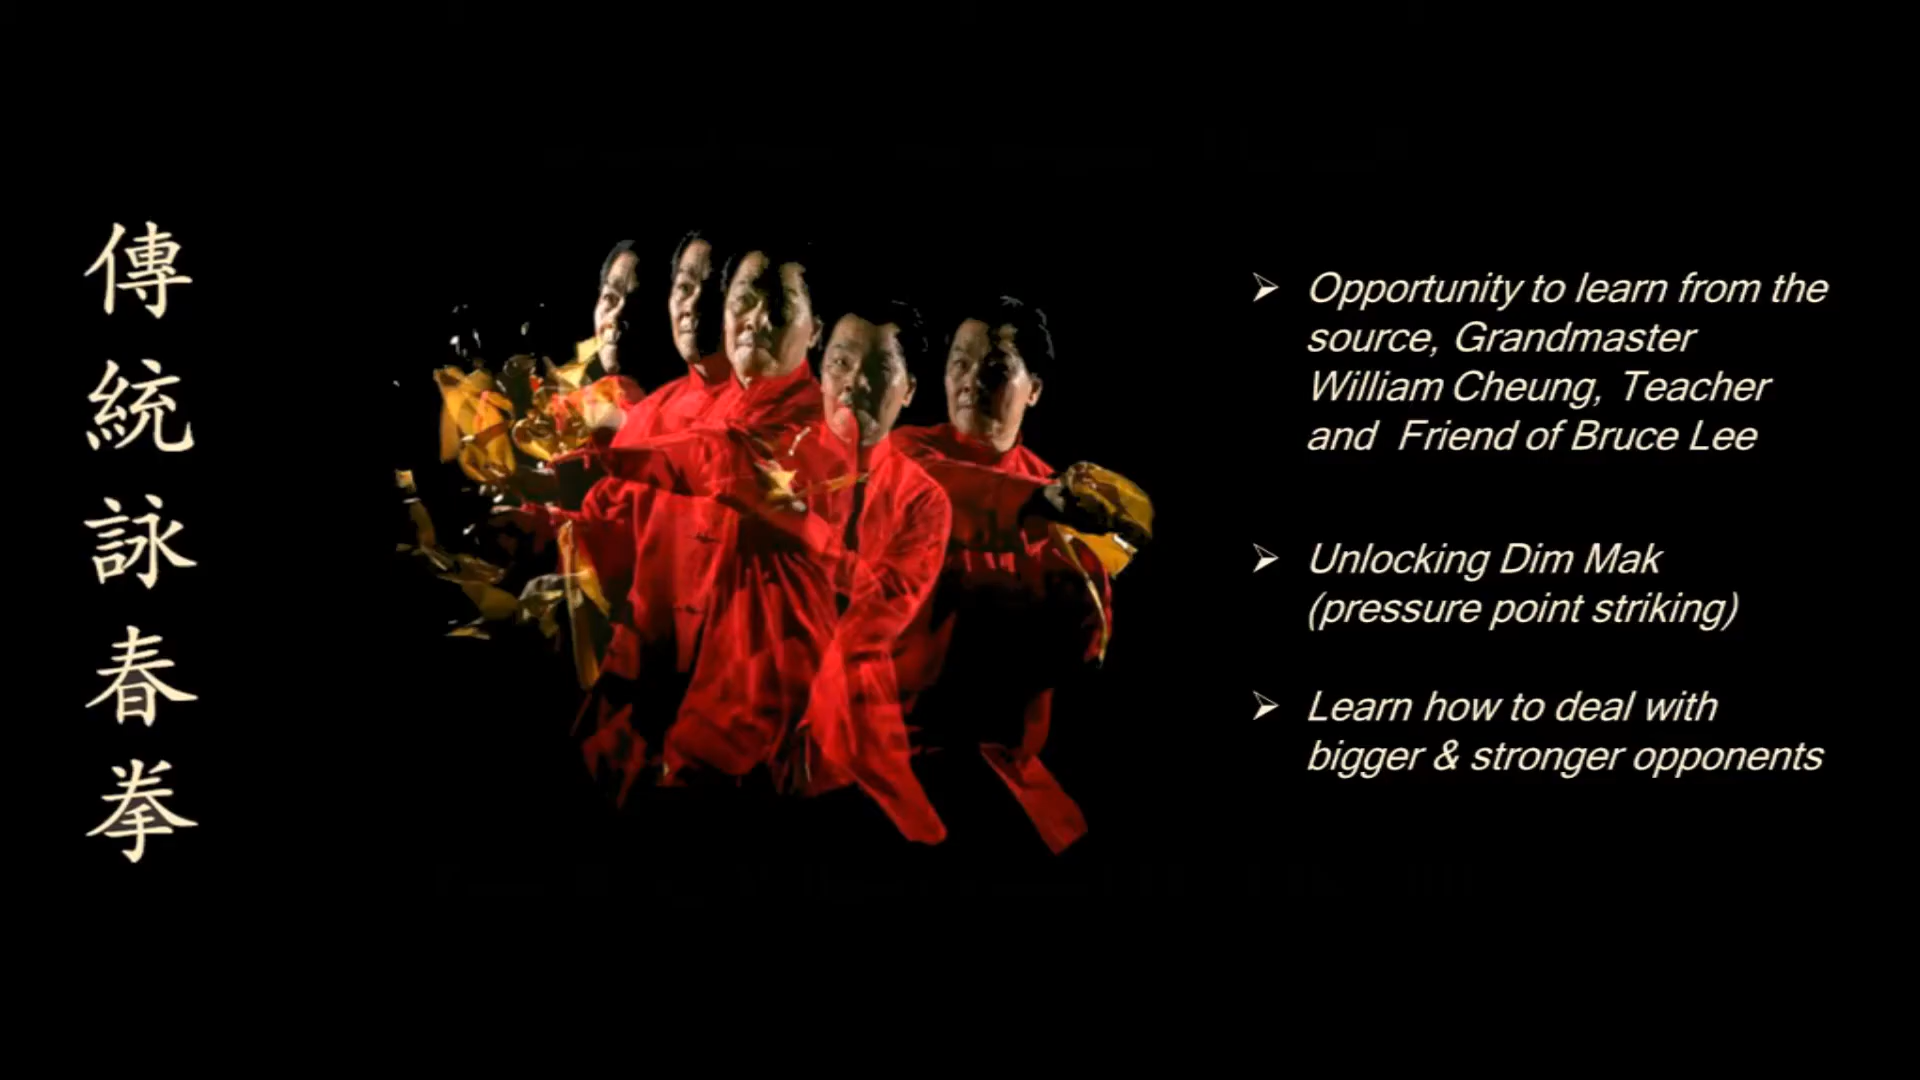 傳統詠春拳
Opportunity to learn from the
source, Grandmaster
William Cheung, Teacher
and Friend of Bruce Lee
Unlocking Dim Mak
(pressure point striking)
Learn how to deal with
bigger & stronger opponents